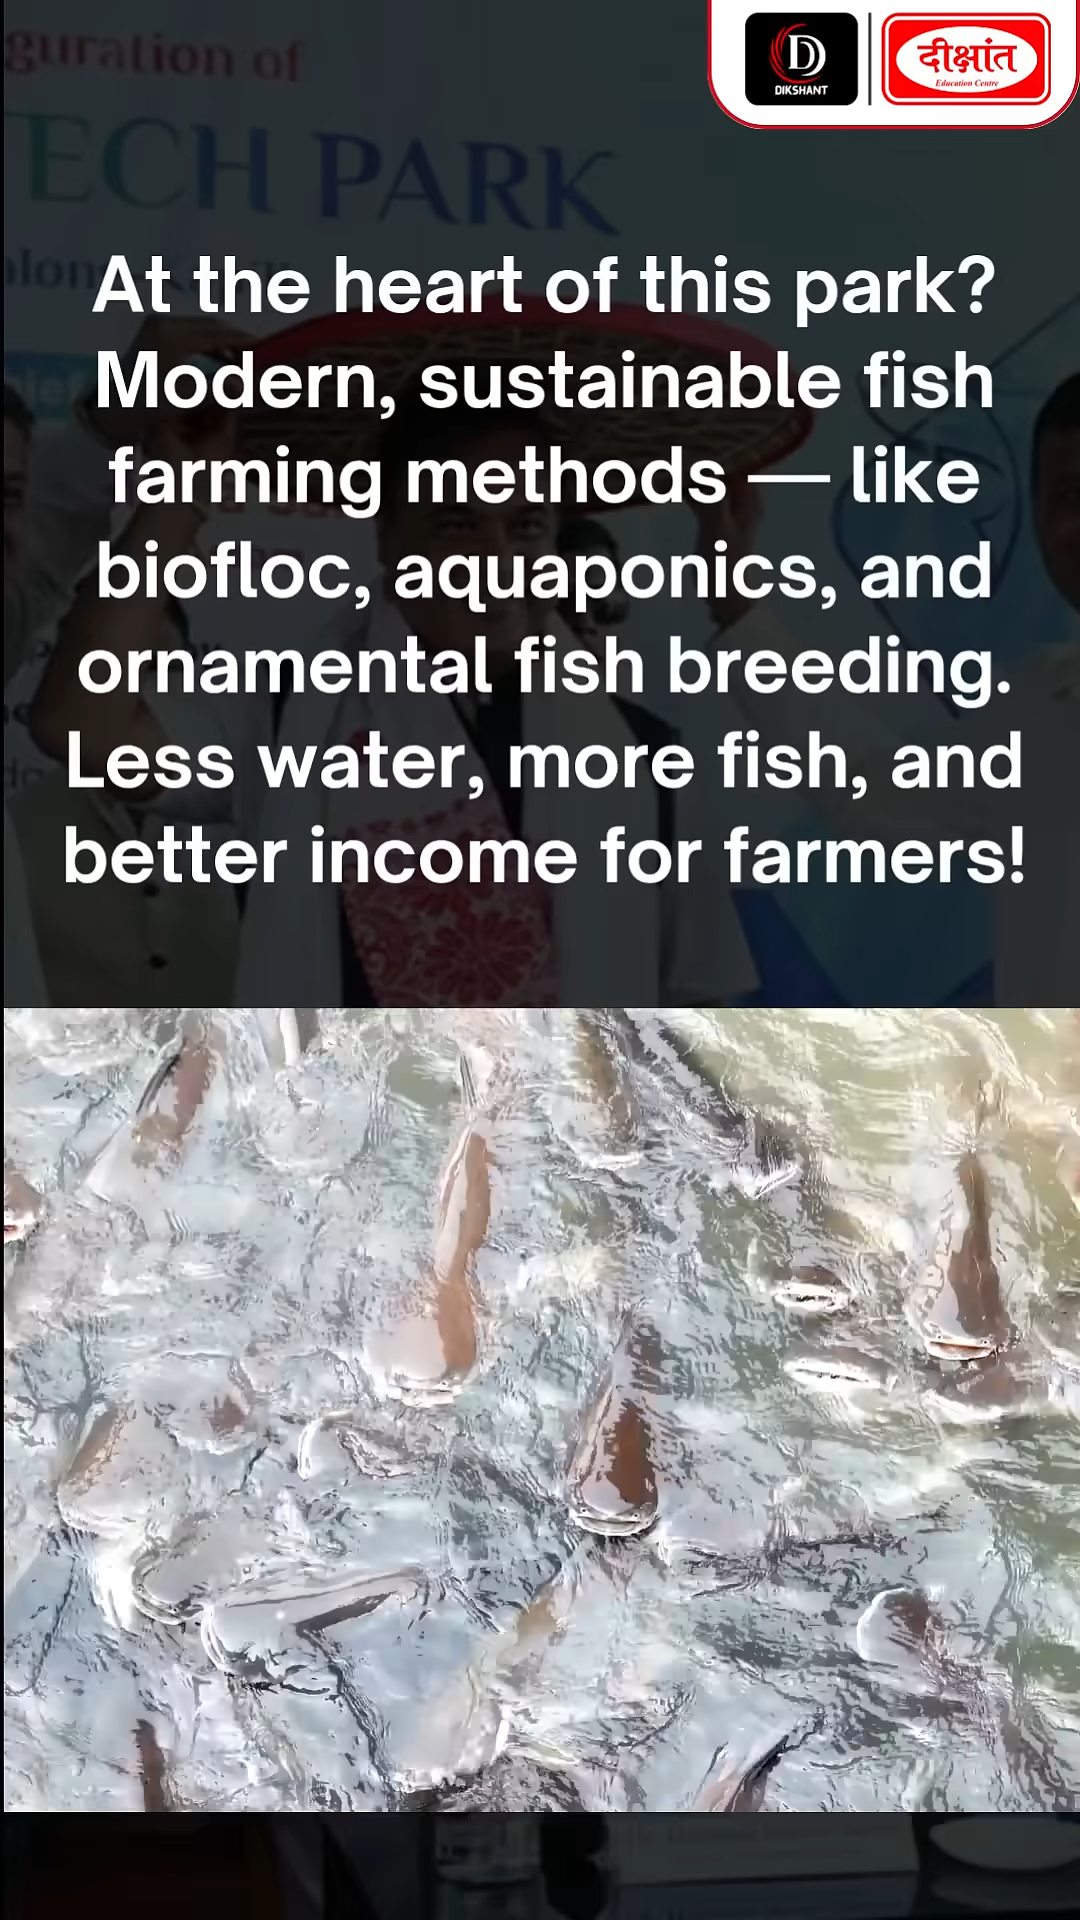 guration of
DIKSHANT
दीक्षांत
Education Centre
TECH PARK
At the heart of this park?
Modern, sustainable fish
farming methods — like
biofloc, aquaponics, and
ornamental fish breeding.
Less water, more fish, and
better income for farmers!